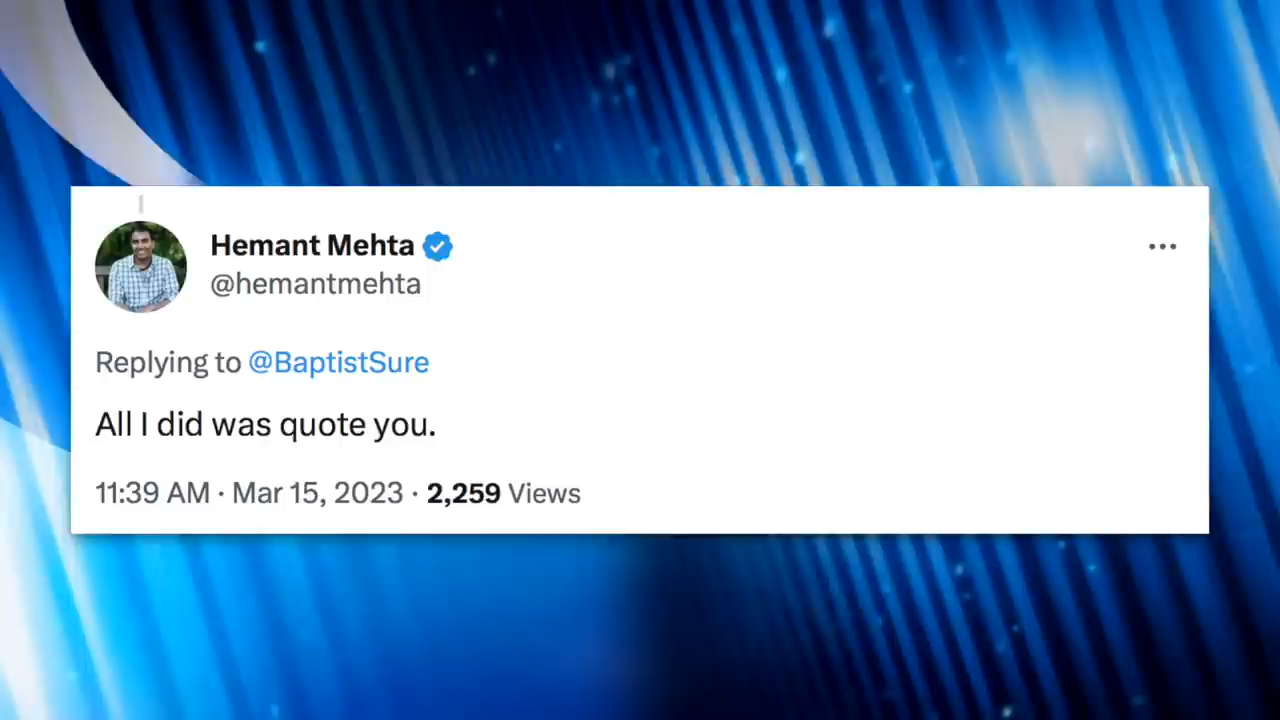 Hemant Mehta
@hemantmehta
Replying to @BaptistSure
All I did was quote you.
11:39 AM · Mar 15, 2023 · 2,259 Views